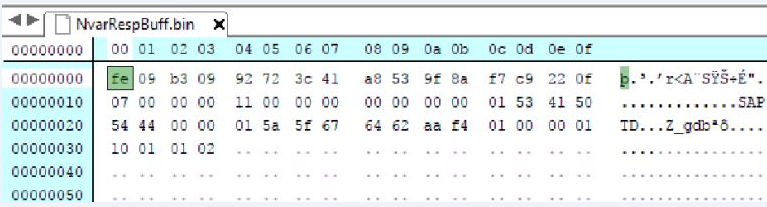 NvarRespBuff.bin x
00000000 00 01 02 03 04 05 06 07 08 09 0a 0b 0c 0d 0e 0f
00000000 fe 09 b3 09 92 72 3c 41 a8 53 9f 8a f7 c9 22 0f þ.³.'r<A¨SŸŠ÷É".
00000010 07 00 00 00 11 00 00 00 00 00 00 00 01 53 41 50 .............SAP
00000020 54 44 00 00 01 5a 5f 67 64 62 aa f4 01 00 00 01 TD...Z_gdbªô....
00000030 10 01 01 02 .. .. .. .. .. .. .. .. .. .. .. .. ................
00000040 .. .. .. .. .. .. .. .. .. .. .. .. .. .. .. .. ................
00000050 .. .. .. .. .. .. .. .. .. .. .. .. .. .. .. .. ................